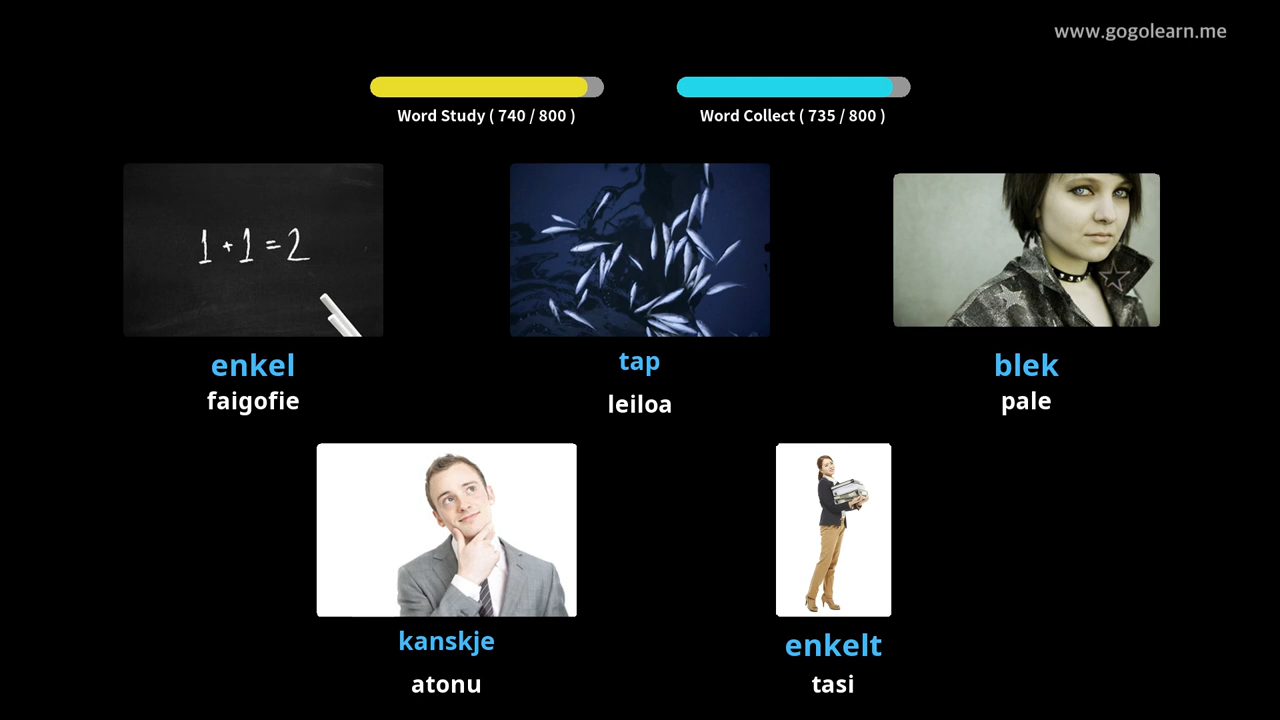 www.gogolearn.me
Word Study ( 740 / 800 )
Word Collect ( 735 / 800 )
1 + 1 = 2
enkel
faigofie
tap
leiloa
blek
pale
kanskje
atonu
enkelt
tasi